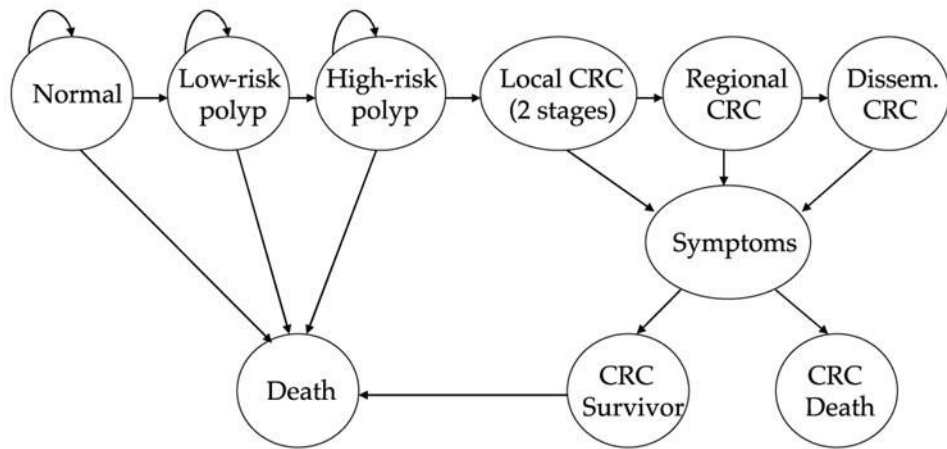 Normal
Low-risk
polyp
High-risk
polyp
Local CRC
(2 stages)
Regional
CRC
Dissem.
CRC
Symptoms
Death
CRC
Survivor
CRC
Death